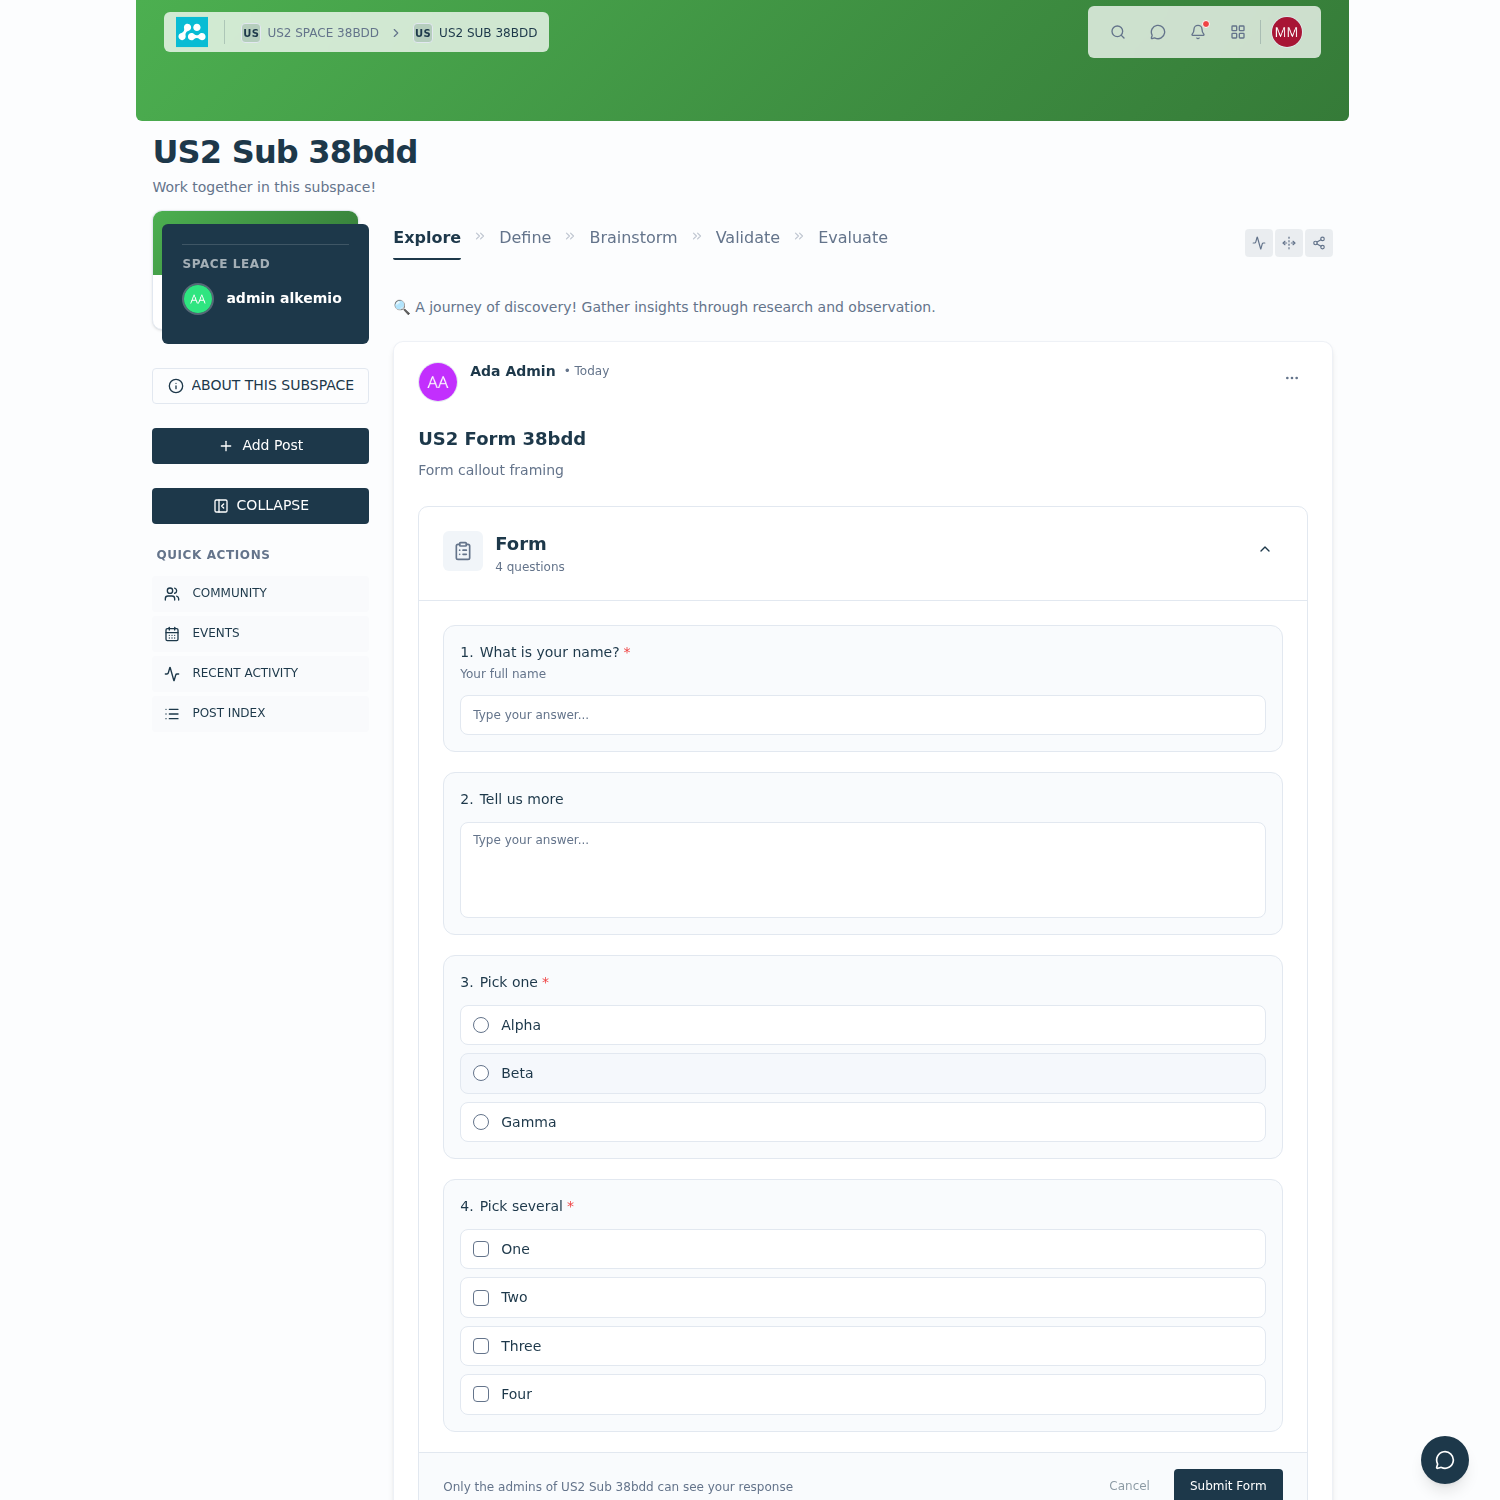 US US2 SPACE 38BDD US US2 SUB 38BDD
MM
US2 Sub 38bdd
Work together in this subspace!
SPACE LEAD
AA admin alkemio
ABOUT THIS SUBSPACE
Add Post
COLLAPSE
QUICK ACTIONS
COMMUNITY
EVENTS
RECENT ACTIVITY
POST INDEX
Explore Define Brainstorm Validate Evaluate
A journey of discovery! Gather insights through research and observation.
AA Ada Admin • Today
US2 Form 38bdd
Form callout framing
Form
4 questions
1. What is your name? *
Your full name
Type your answer...
2. Tell us more
Type your answer...
3. Pick one *
Alpha
Beta
Gamma
4. Pick several *
One
Two
Three
Four
Only the admins of US2 Sub 38bdd can see your response Cancel Submit Form